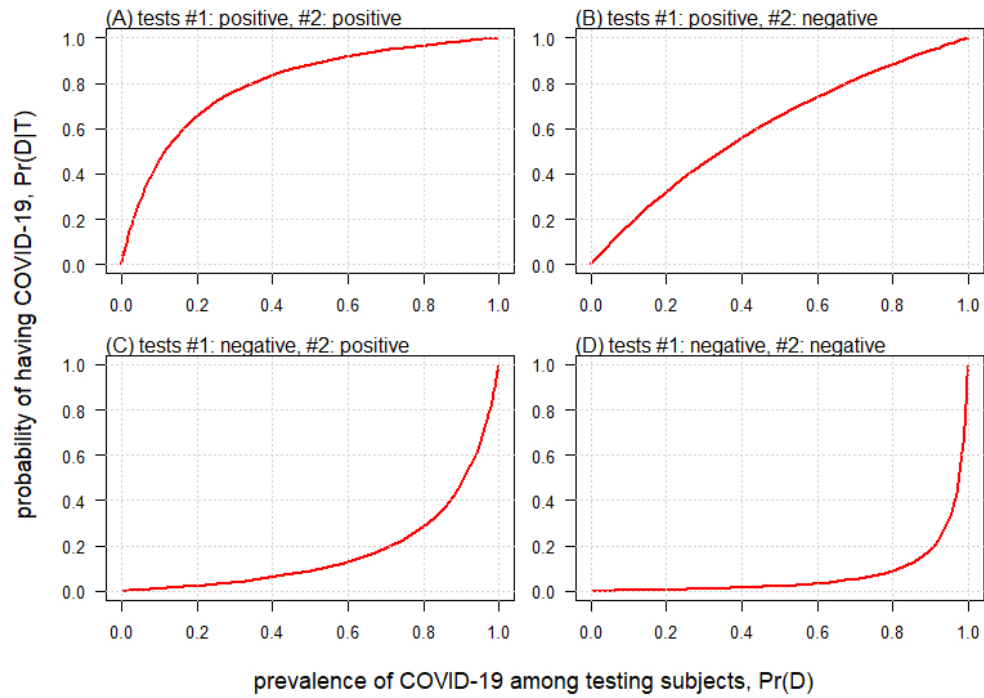 (A) tests #1: positive, #2: positive
(B) tests #1: positive, #2: negative
1.0
0.8
0.6
0.4
0.2
0.0
1.0
0.8
0.6
0.4
0.2
0.0
0.0 0.2 0.4 0.6 0.8 1.0
0.0 0.2 0.4 0.6 0.8 1.0
(C) tests #1: negative, #2: positive
(D) tests #1: negative, #2: negative
1.0
0.8
0.6
0.4
0.2
0.0
1.0
0.8
0.6
0.4
0.2
0.0
0.0 0.2 0.4 0.6 0.8 1.0
0.0 0.2 0.4 0.6 0.8 1.0
probability of having COVID-19, Pr(D|T)
prevalence of COVID-19 among testing subjects, Pr(D)